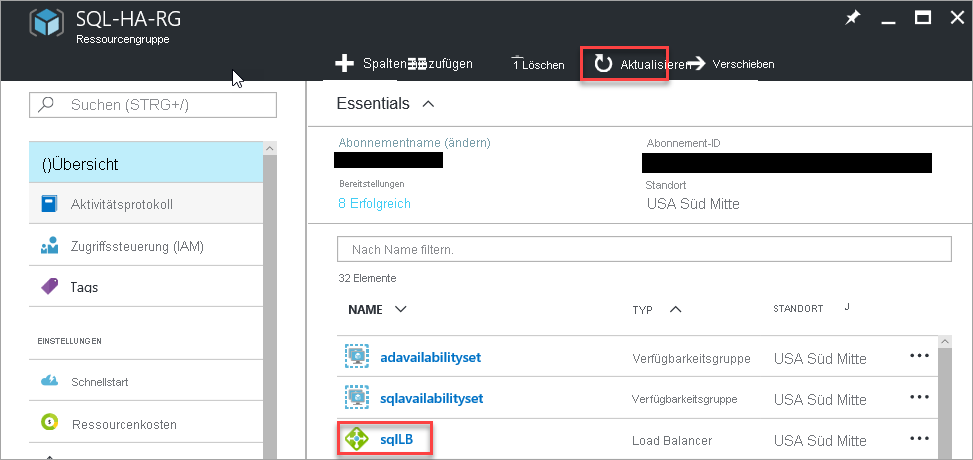 SQL-HA-RG
Ressourcengruppe
Spalten hinzufügen
Löschen
Aktualisieren
Verschieben
Suchen (STRG+/)
()Übersicht
Aktivitätsprotokoll
Zugriffssteuerung (IAM)
Tags
EINSTELLUNGEN
Schnellstart
Ressourcenkosten
Essentials
Abonnementname (ändern)
Abonnement-ID
Bereitstellungen
8 Erfolgreich
Standort
USA Süd Mitte
Nach Name filtern.
32 Elemente
NAME TYP STANDORT
adavailabilityset Verfügbarkeitsgruppe USA Süd Mitte
sqlavailabilityset Verfügbarkeitsgruppe USA Süd Mitte
sqlLB Load Balancer USA Süd Mitte